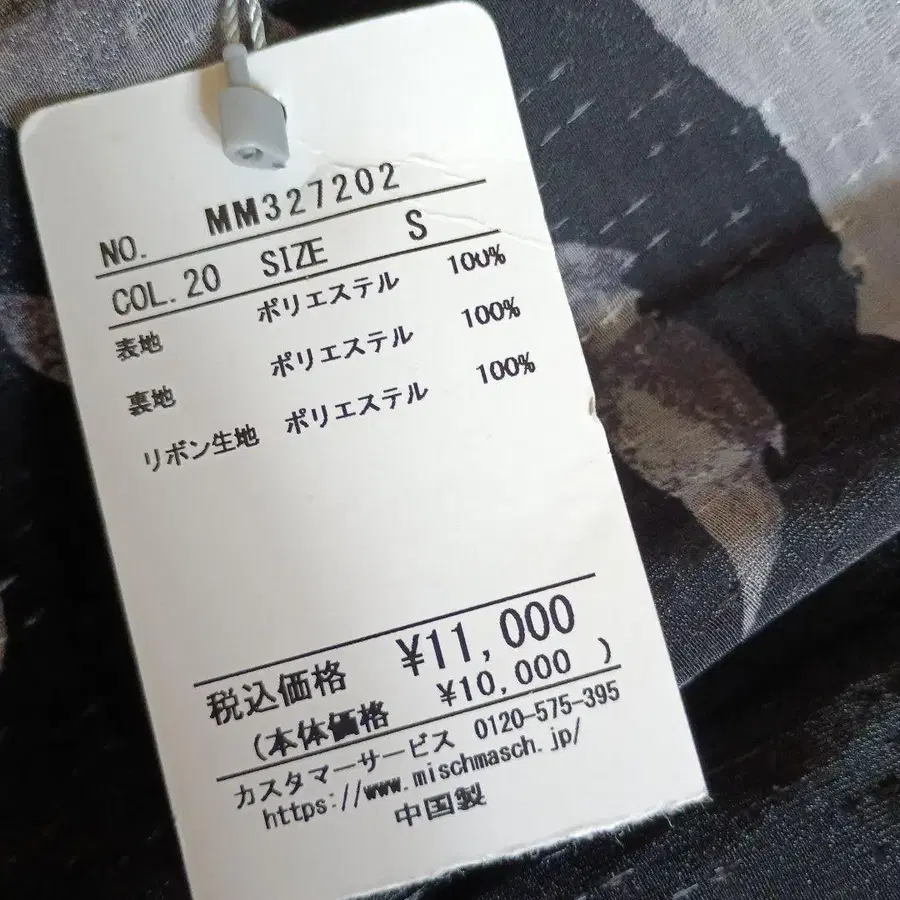 NO. MM327202
COL.20 SIZE S
表地 ポリエステル 100%
裏地 ポリエステル 100%
リボン生地 ポリエステル 100%
税込価格 ¥11,000
(本体価格 ¥10,000 )
カスタマーサービス 0120-575-395
https://www.mischmasch.jp/
中国製